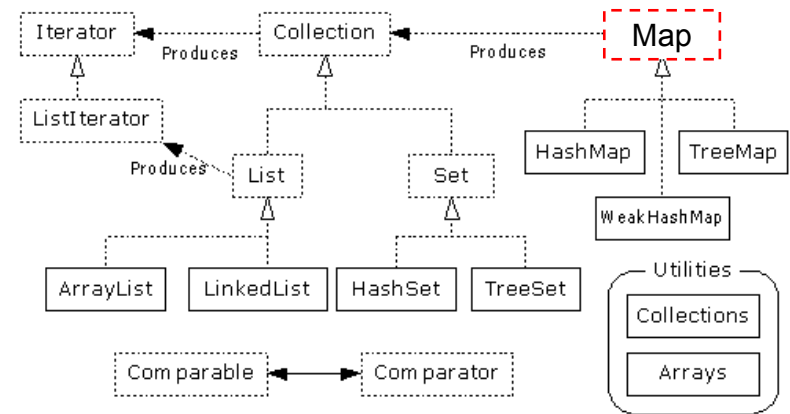 Iterator
Produces
Collection
Produces
Map
ListIterator
Produces
List
Set
HashMap
TreeMap
WeakHashMap
ArrayList
LinkedList
HashSet
TreeSet
Utilities
Collections
Arrays
Comparable
Comparator